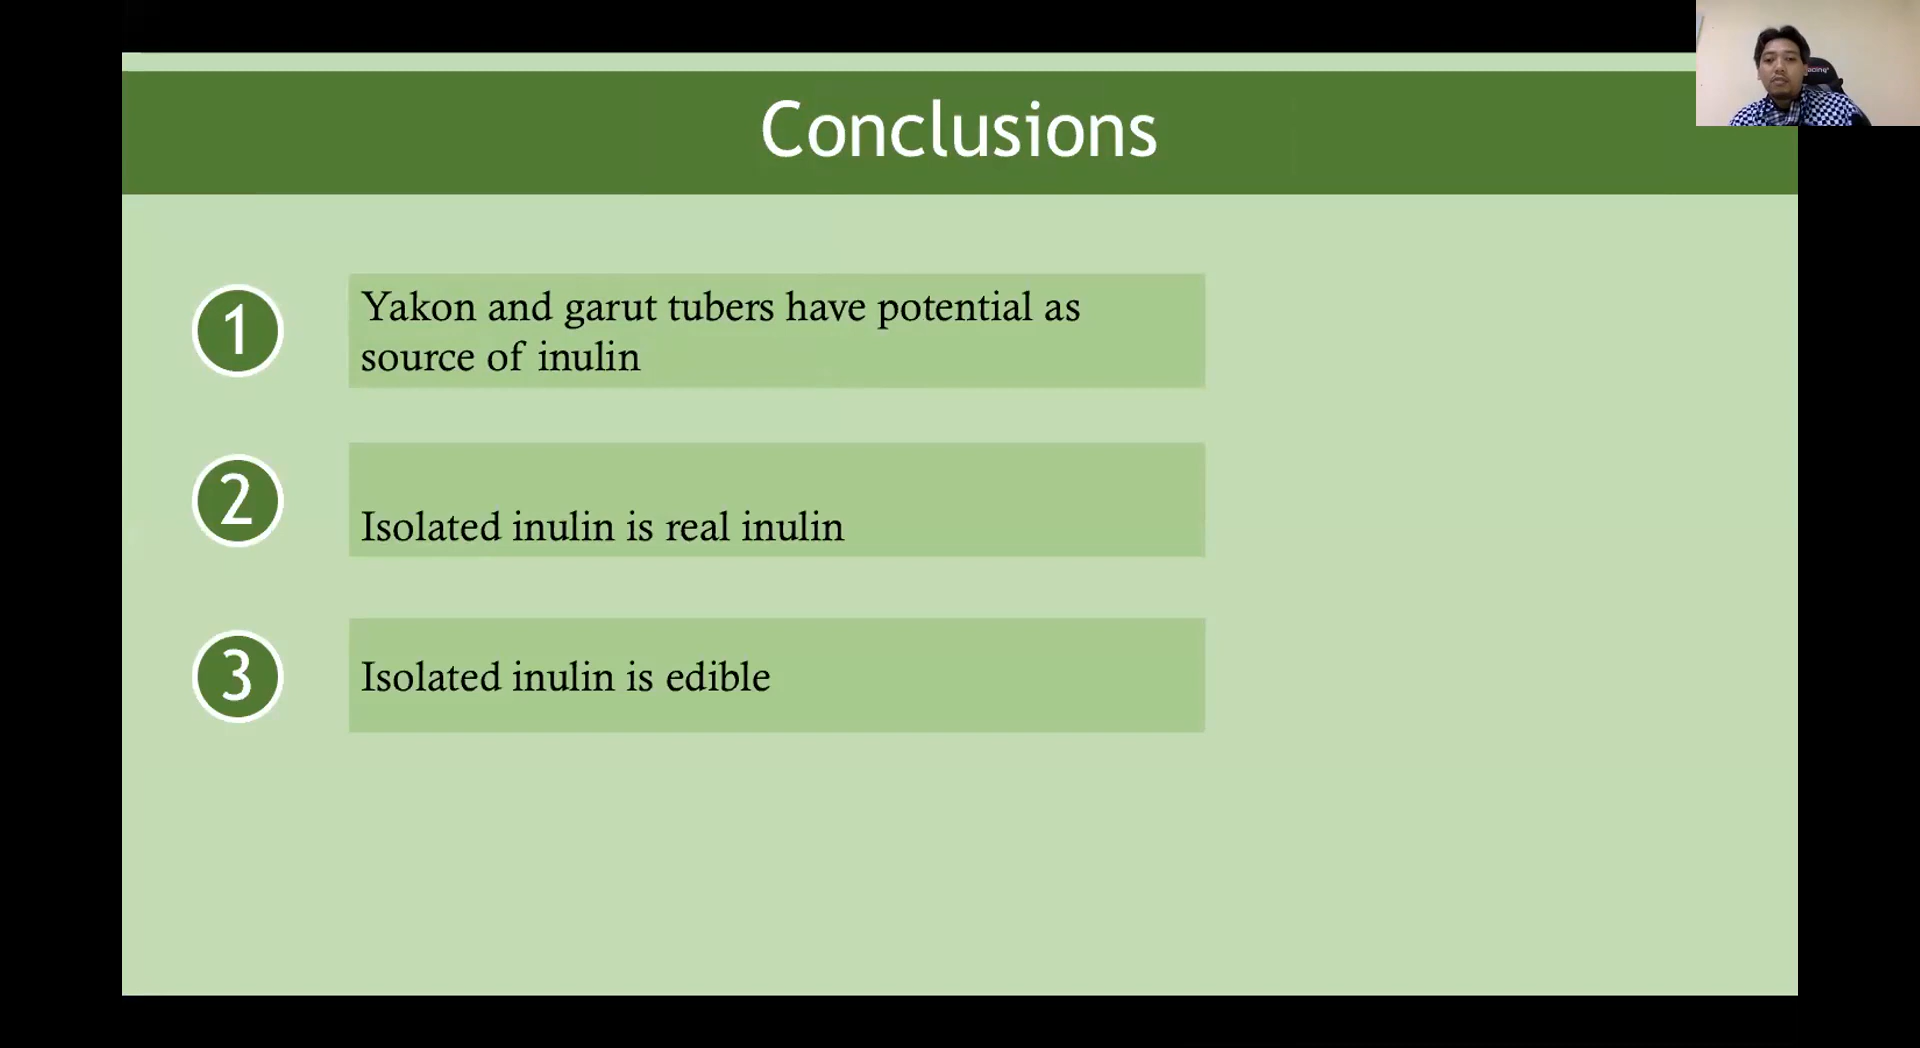 Conclusions
1
Yakon and garut tubers have potential as
source of inulin
2
Isolated inulin is real inulin
3
Isolated inulin is edible